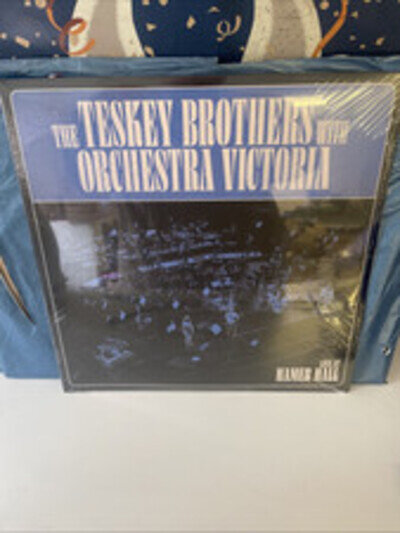 THE TESKEY BROTHERS WITH
ORCHESTRA VICTORIA
LIVE AT
HAMER HALL